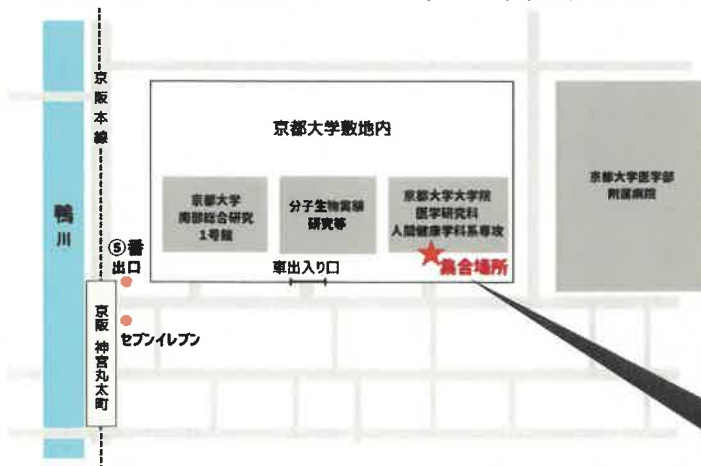 京阪本線
京都大学敷地内
鴨川
京都大学
南部総合研究
1号館
分子生物実験
研究等
京都大学大学院
医学研究科
人間健康学科系専攻
京都大学医学部
附属病院
⑤番
出口
車出入り口
集合場所
セブンイレブン
京阪 神宮丸太町